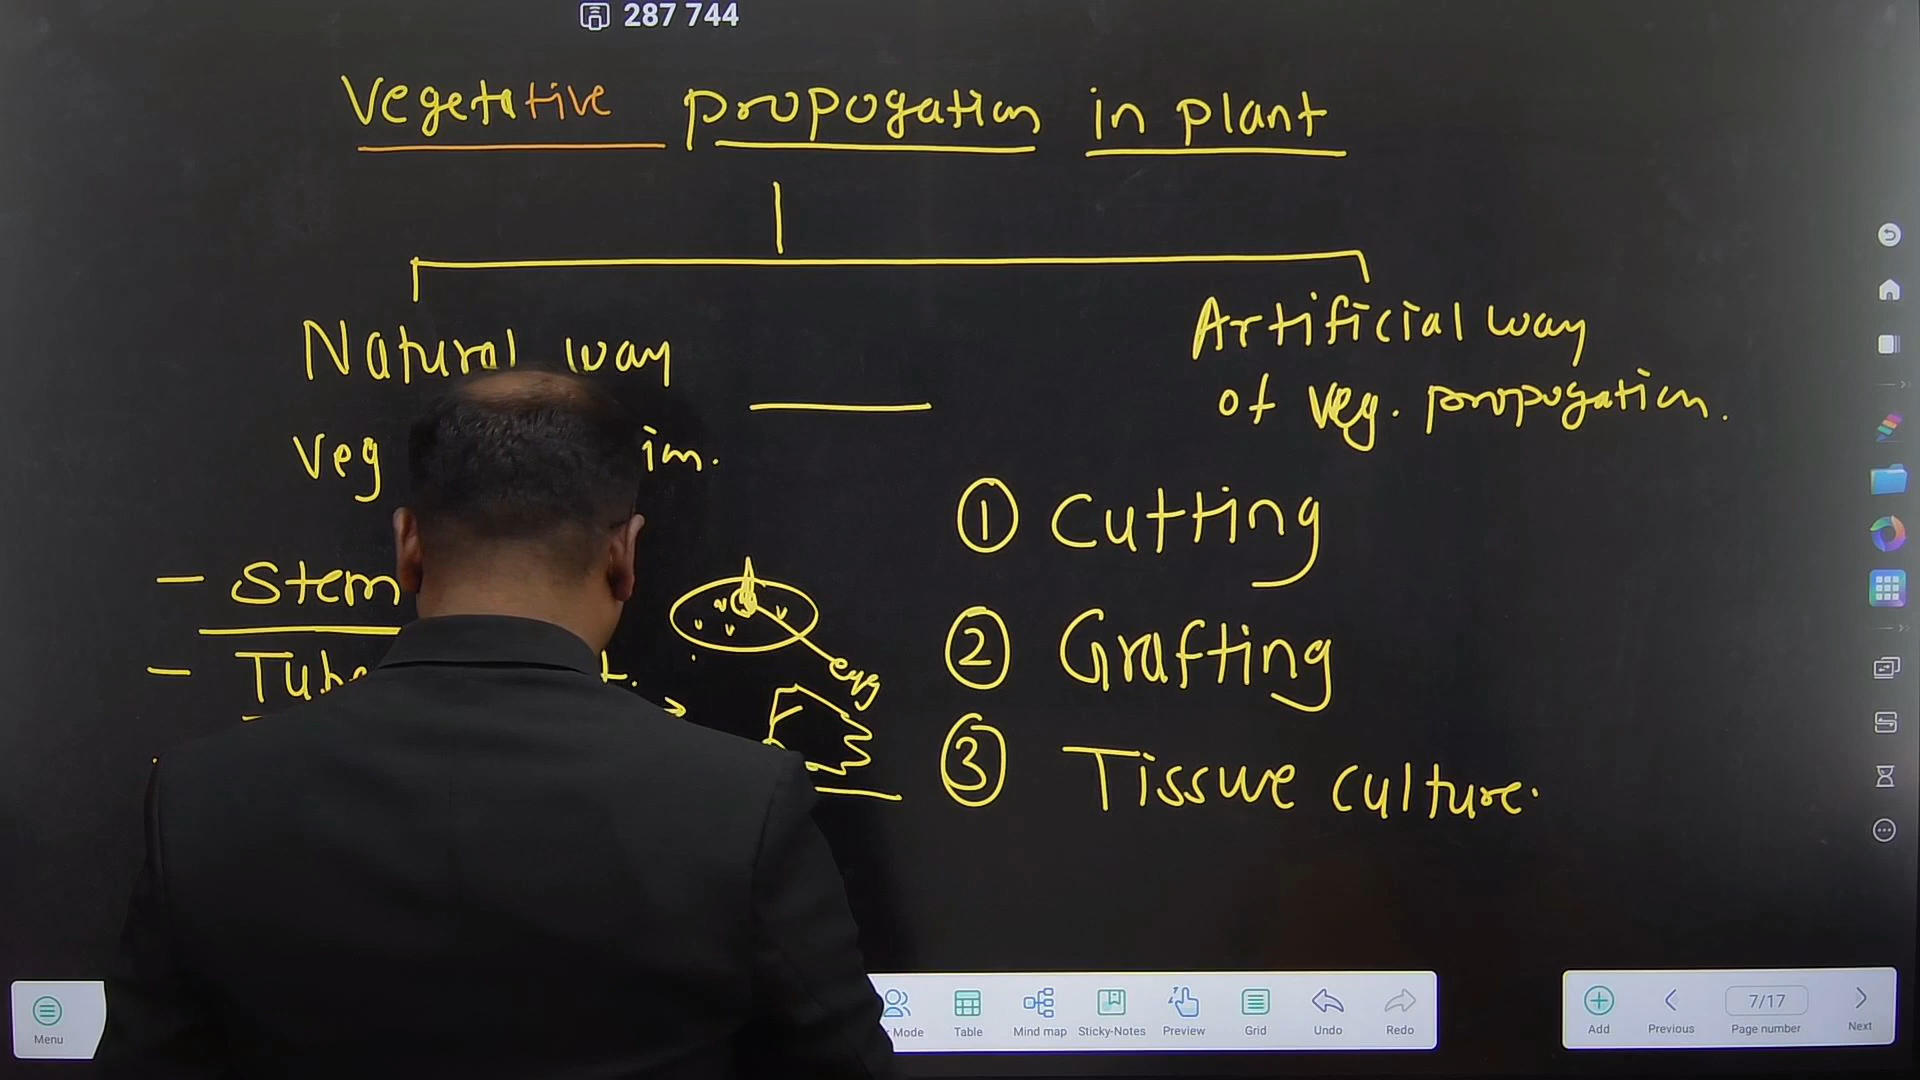 287 744
Vegetative propogation in plant
Natural way
Veg
Artificial way
of veg. propogation.
- Stem
- Tube
eye
① Cutting
② Grafting
③ Tissue culture.
Menu
Mode
Table
Mind map
Sticky-Notes
Preview
Grid
Undo
Redo
Add
Previous
7/17
Page number
Next